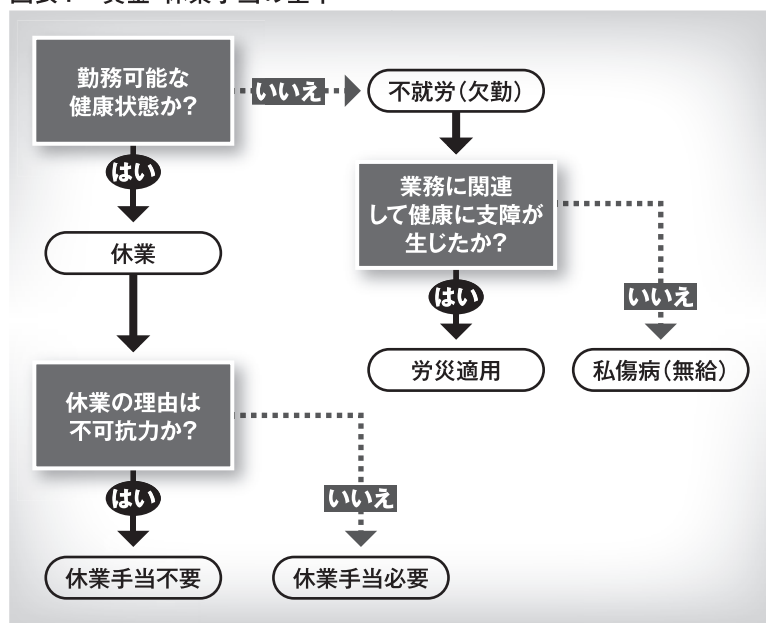 勤務可能な
健康状態か?
いいえ
不就労(欠勤)
はい
業務に関連
して健康に支障が
生じたか?
休業
はい
いいえ
労災適用
私傷病(無給)
休業の理由は
不可抗力か?
はい
いいえ
休業手当不要
休業手当必要